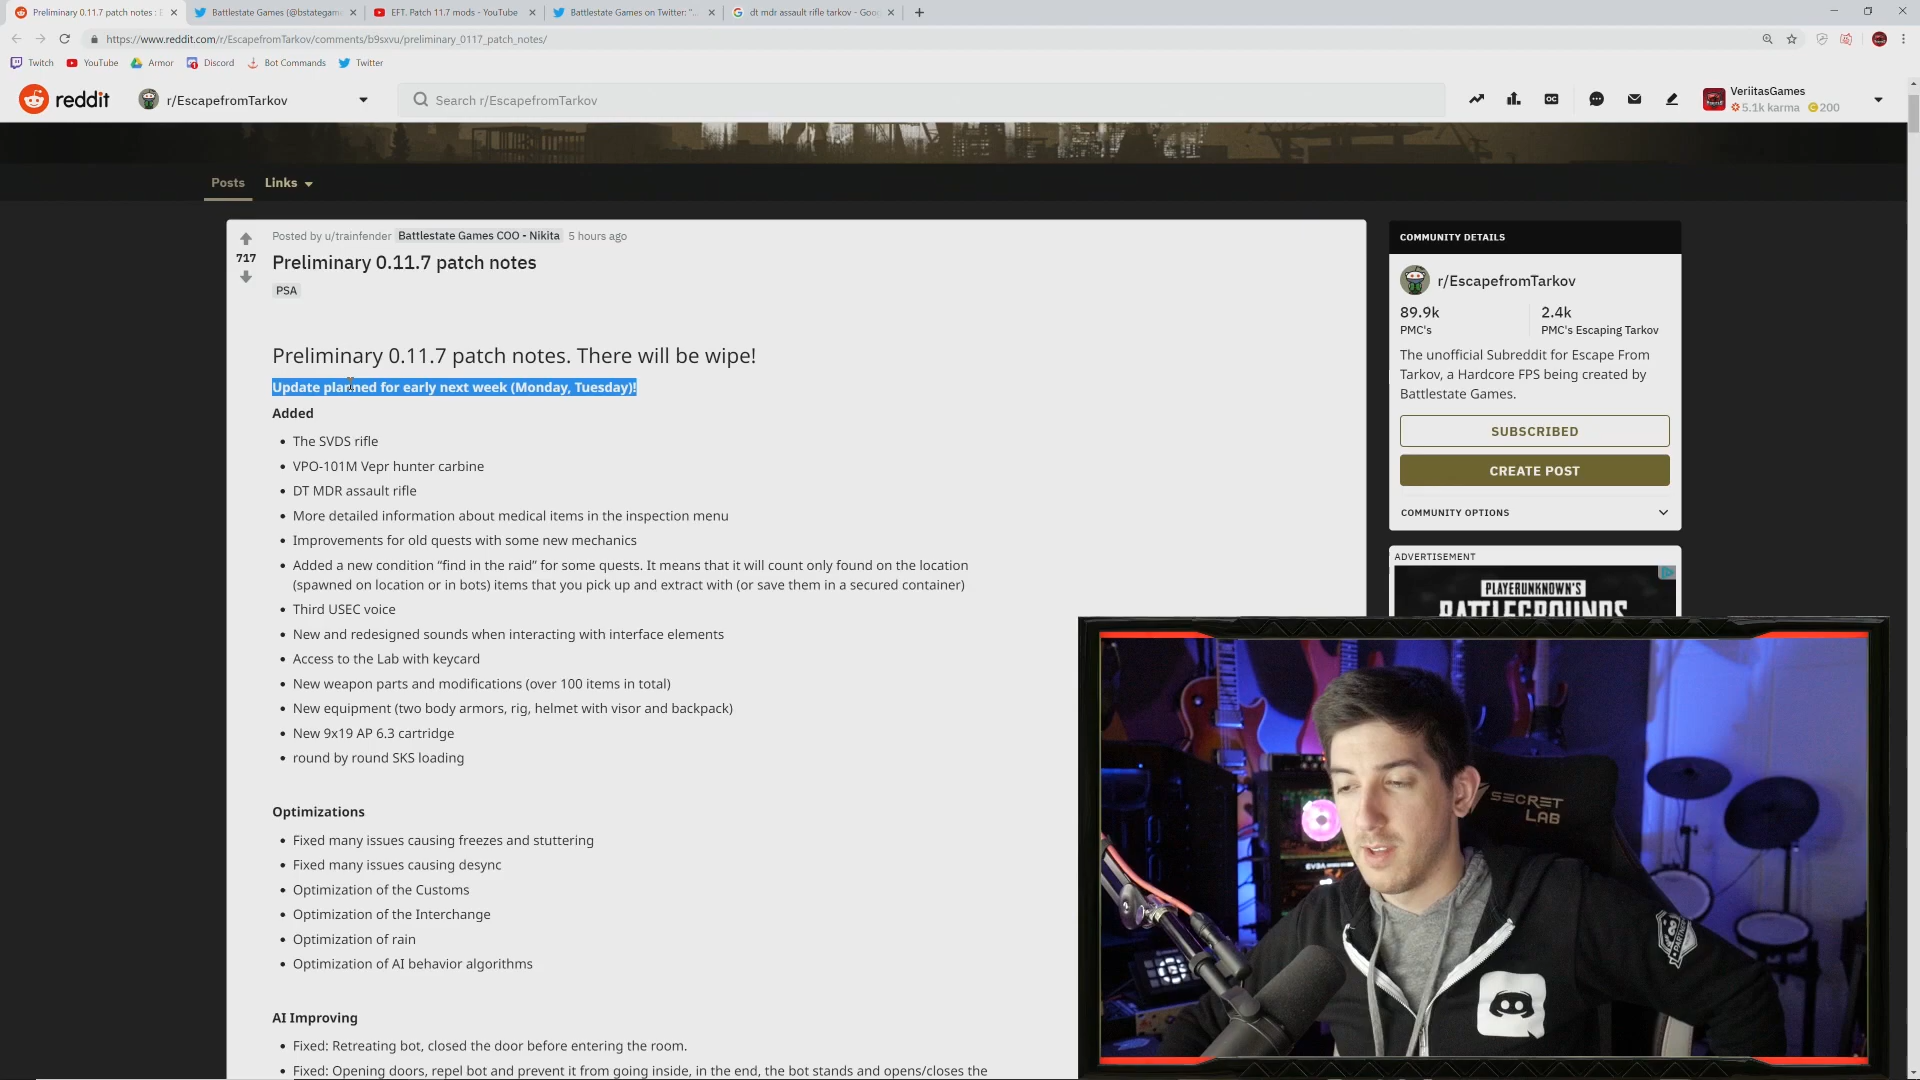 Preliminary 0.11.7 patch notes : E
Battlestate Games (@bstategam
EFT. Patch 11.7 mods - YouTube
Battlestate Games on Twitter: "...
dt mdr assault rifle tarkov - Goo
https://www.reddit.com/r/EscapefromTarkov/comments/b9sxvu/preliminary_0117_patch_notes/
Twitch YouTube Armor Discord Bot Commands Twitter
reddit r/EscapefromTarkov Search r/EscapefromTarkov
VeriitasGames
5.1k karma 200
Posts Links
Posted by u/trainfender Battlestate Games COO - Nikita 5 hours ago
717
Preliminary 0.11.7 patch notes
PSA
Preliminary 0.11.7 patch notes. There will be wipe!
Update planned for early next week (Monday, Tuesday)!
Added
• The SVDS rifle
• VPO-101M Vepr hunter carbine
• DT MDR assault rifle
• More detailed information about medical items in the inspection menu
• Improvements for old quests with some new mechanics
• Added a new condition “find in the raid” for some quests. It means that it will count only found on the location
(spawned on location or in bots) items that you pick up and extract with (or save them in a secured container)
• Third USEC voice
• New and redesigned sounds when interacting with interface elements
• Access to the Lab with keycard
• New weapon parts and modifications (over 100 items in total)
• New equipment (two body armors, rig, helmet with visor and backpack)
• New 9x19 AP 6.3 cartridge
• round by round SKS loading
Optimizations
• Fixed many issues causing freezes and stuttering
• Fixed many issues causing desync
• Optimization of the Customs
• Optimization of the Interchange
• Optimization of rain
• Optimization of AI behavior algorithms
AI Improving
• Fixed: Retreating bot, closed the door before entering the room.
• Fixed: Opening doors, repel bot and prevent it from going inside, in the end, the bot stands and opens/closes the
COMMUNITY DETAILS
r/EscapefromTarkov
89.9k 2.4k
PMC's PMC's Escaping Tarkov
The unofficial Subreddit for Escape From
Tarkov, a Hardcore FPS being created by
Battlestate Games.
SUBSCRIBED
CREATE POST
COMMUNITY OPTIONS
ADVERTISEMENT
PLAYERUNKNOWN'S
BATTLEGROUNDS
SECRET
LAB
EVGA